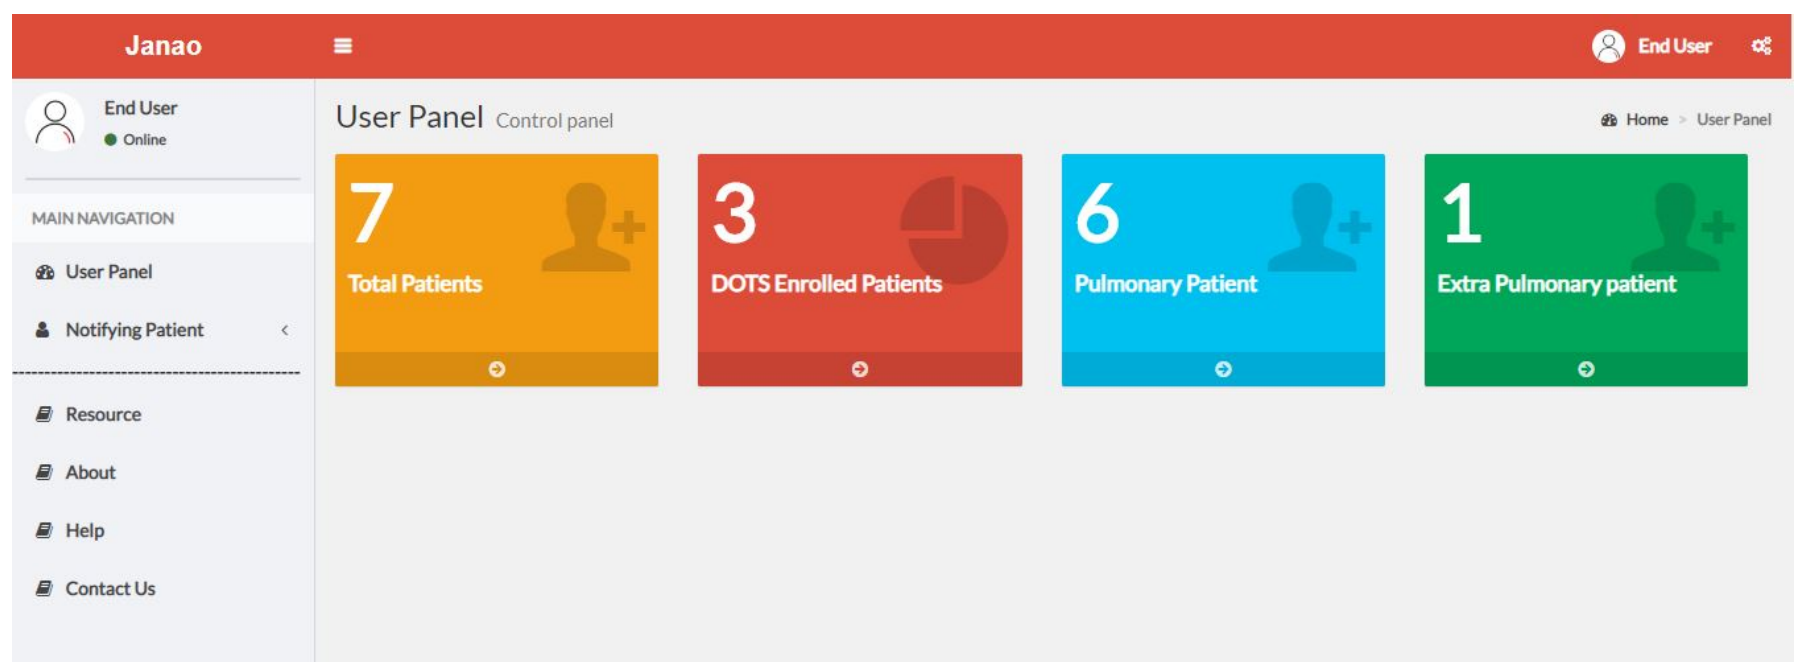 Janao
End User
End User
Online
User Panel Control panel
Home > User Panel
MAIN NAVIGATION
User Panel
Notifying Patient <
Resource
About
Help
Contact Us
7
Total Patients
3
DOTS Enrolled Patients
6
Pulmonary Patient
1
Extra Pulmonary patient